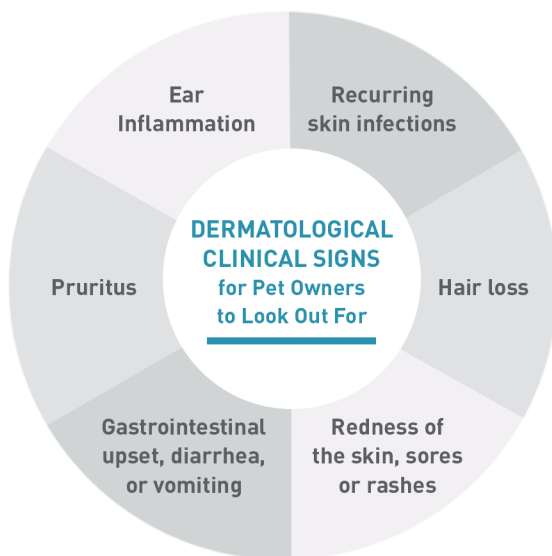 DERMATOLOGICAL
CLINICAL SIGNS
for Pet Owners
to Look Out For
Ear
Inflammation
Recurring
skin infections
Pruritus
Hair loss
Gastrointestinal
upset, diarrhea,
or vomiting
Redness of
the skin, sores
or rashes